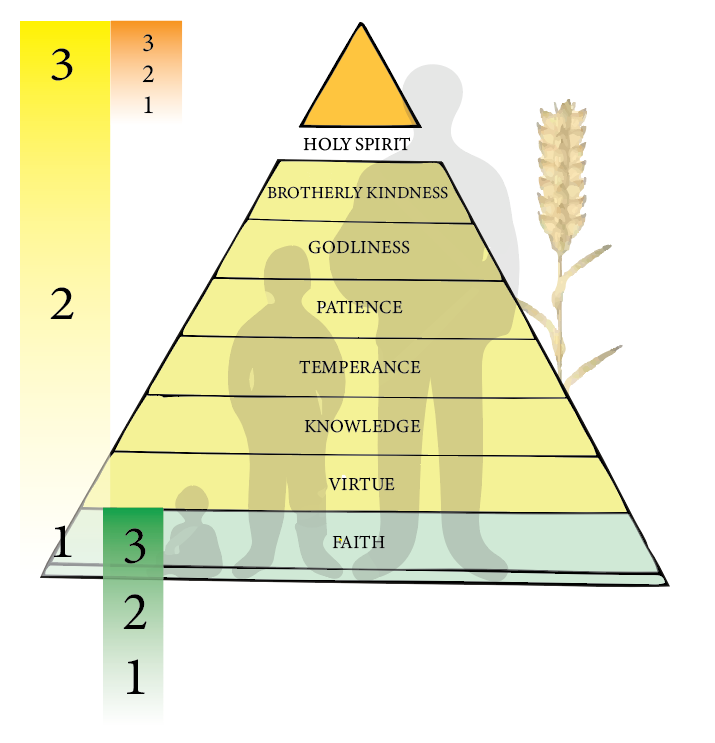 3
3
2
1
HOLY SPIRIT
BROTHERLY KINDNESS
GODLINESS
2
PATIENCE
TEMPERANCE
KNOWLEDGE
VIRTUE
1
3
FAITH
2
1